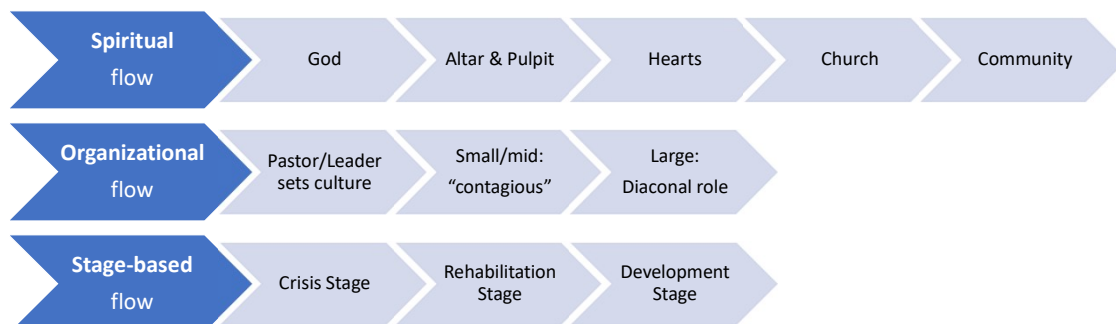 Spiritual
flow
God
Altar & Pulpit
Hearts
Church
Community
Organizational
flow
Pastor/Leader
sets culture
Small/mid:
“contagious”
Large:
Diaconal role
Stage-based
flow
Crisis Stage
Rehabilitation
Stage
Development
Stage